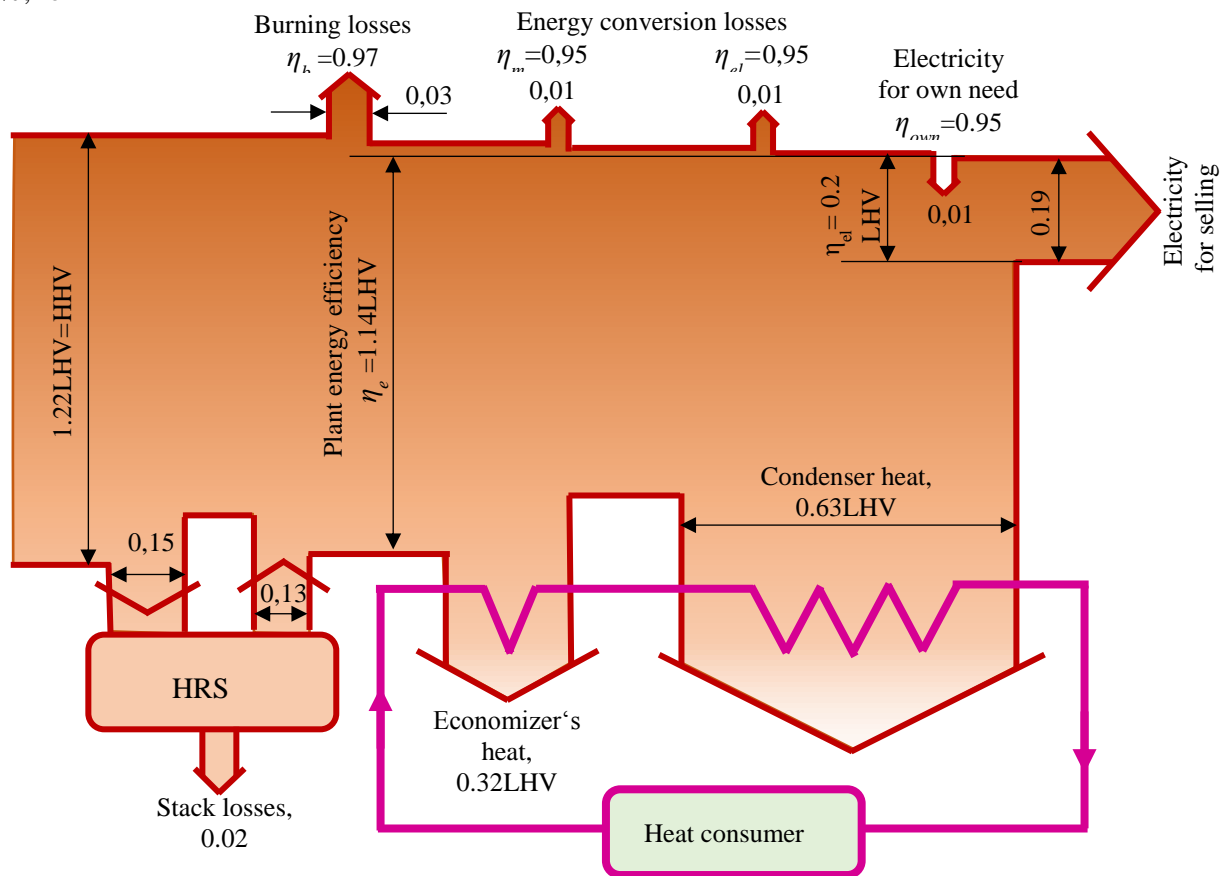 Burning losses
η_b =0.97
Energy conversion losses
η_m =0,95
η_el =0,95
Electricity
for own need
η_own =0.95
0,03
0,01
0,01
0,01
η_el = 0.2
LHV
0.19
Electricity
for selling
1.22LHV=HHV
Plant energy efficiency
η_e =1.14LHV
Condenser heat,
0.63LHV
0,15
0,13
HRS
Economizer‘s
heat,
0.32LHV
Stack losses,
0.02
Heat consumer